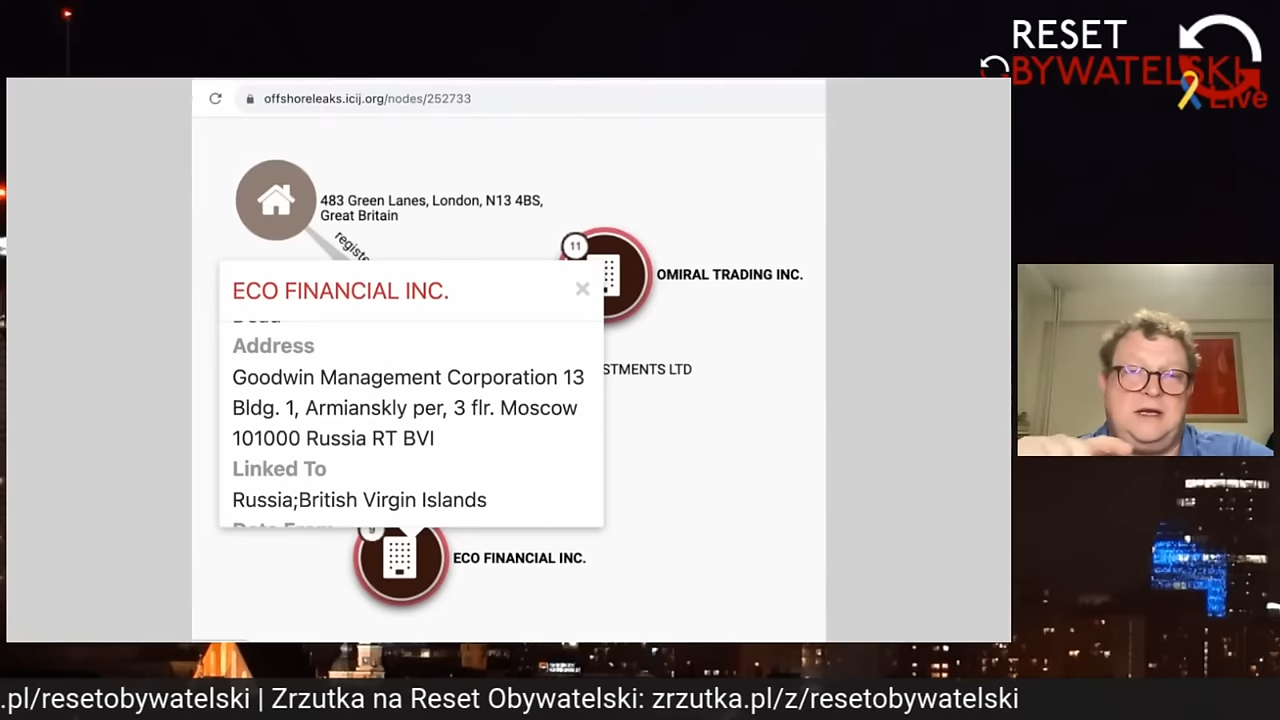 RESET
OBYWATELSKI
Live
offshoreleaks.icij.org/nodes/252733
483 Green Lanes, London, N13 4BS,
Great Britain
registe
11
OMIRAL TRADING INC.
ECO FINANCIAL INC.
×
Address
Goodwin Management Corporation 13
Bldg. 1, Armianskly per, 3 flr. Moscow
101000 Russia RT BVI
Linked To
Russia;British Virgin Islands
STMENTS LTD
9
ECO FINANCIAL INC.
.pl/resetobywatelski | Zrzutka na Reset Obywatelski: zrzutka.pl/z/resetobywatelski